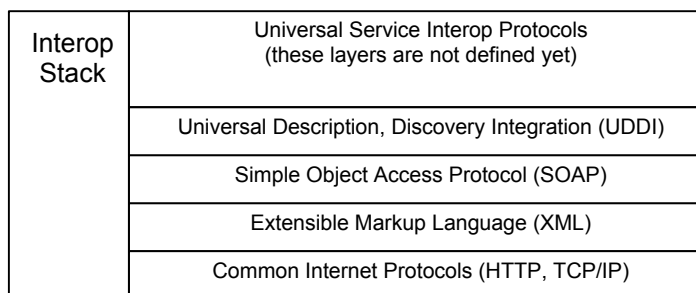 Interop
Stack
Universal Service Interop Protocols
(these layers are not defined yet)
Universal Description, Discovery Integration (UDDI)
Simple Object Access Protocol (SOAP)
Extensible Markup Language (XML)
Common Internet Protocols (HTTP, TCP/IP)